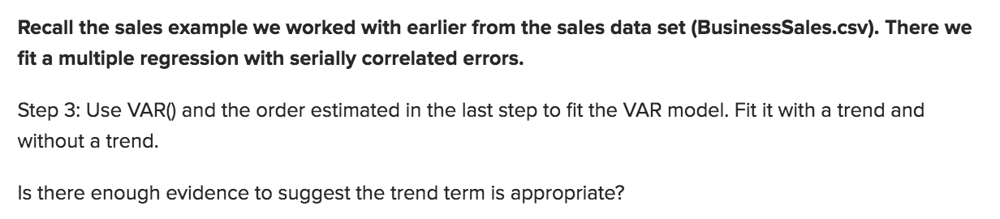 Recall the sales example we worked with earlier from the sales data set (BusinessSales.csv). There we
fit a multiple regression with serially correlated errors.
Step 3: Use VAR() and the order estimated in the last step to fit the VAR model. Fit it with a trend and
without a trend.
Is there enough evidence to suggest the trend term is appropriate?